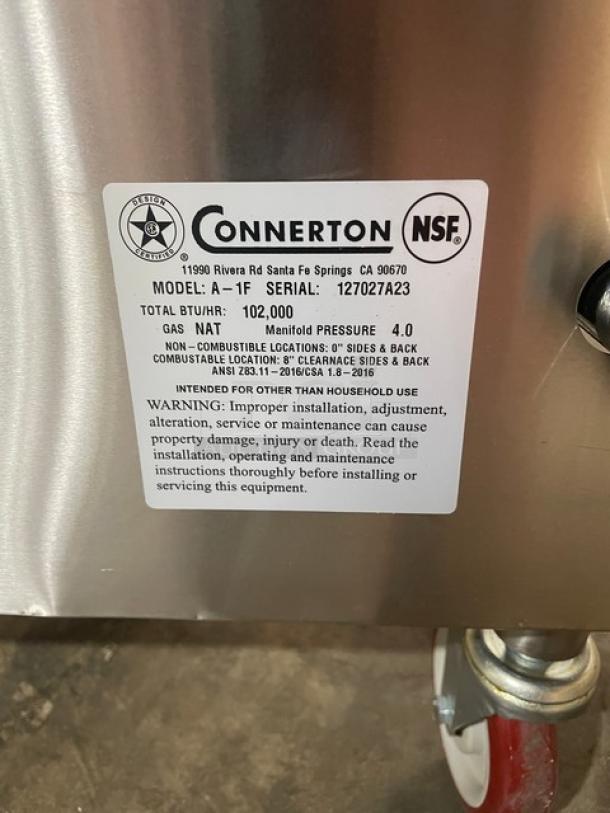 DESIGN
CERTIFIED
®
CONNERTON
NSF®
11990 Rivera Rd Santa Fe Springs CA 90670
MODEL: A-1F SERIAL: 127027A23
TOTAL BTU/HR: 102,000
GAS NAT Manifold PRESSURE 4.0
NON-COMBUSTIBLE LOCATIONS: 0" SIDES & BACK
COMBUSTABLE LOCATION: 8" CLEARNACE SIDES & BACK
ANSI Z83.11-2016/CSA 1.8-2016
INTENDED FOR OTHER THAN HOUSEHOLD USE
WARNING: Improper installation, adjustment,
alteration, service or maintenance can cause
property damage, injury or death. Read the
installation, operating and maintenance
instructions thoroughly before installing or
servicing this equipment.